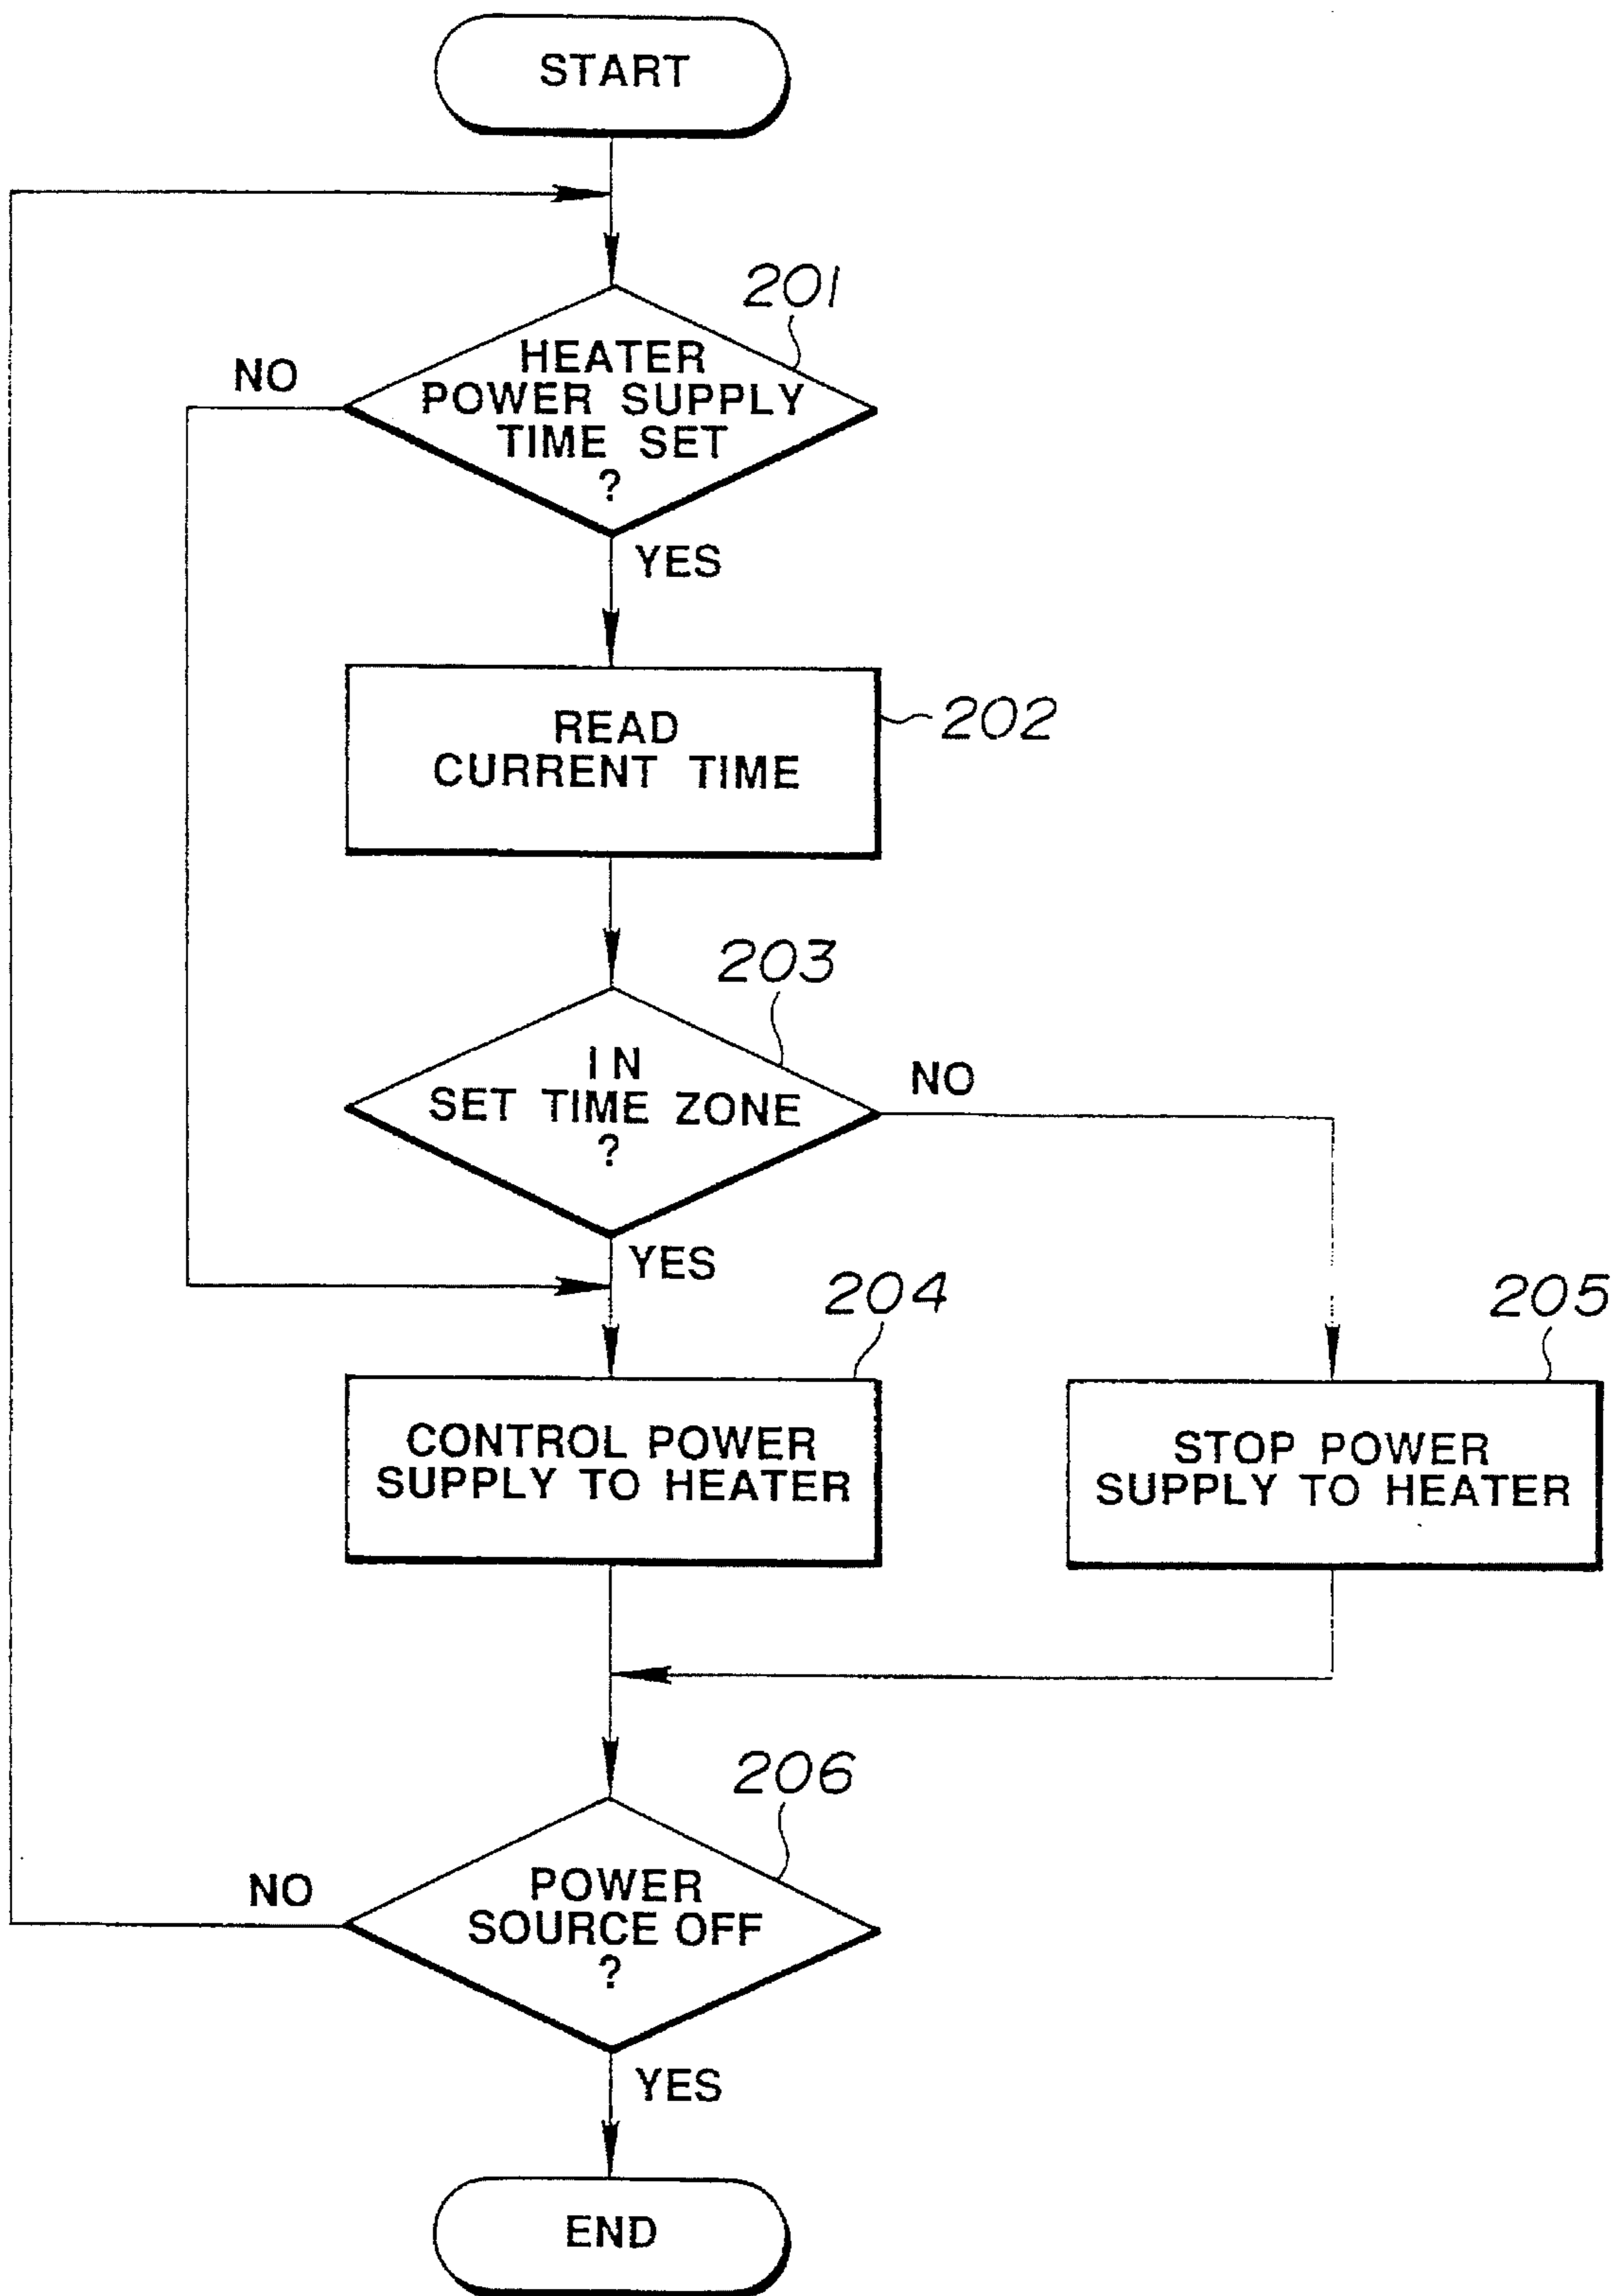 START
201
NO
HEATER
POWER SUPPLY
TIME SET
?
YES
READ
CURRENT TIME
202
203
IN
SET TIME ZONE
?
NO
YES
204
205
CONTROL POWER
SUPPLY TO HEATER
STOP POWER
SUPPLY TO HEATER
206
NO
POWER
SOURCE OFF
?
YES
END